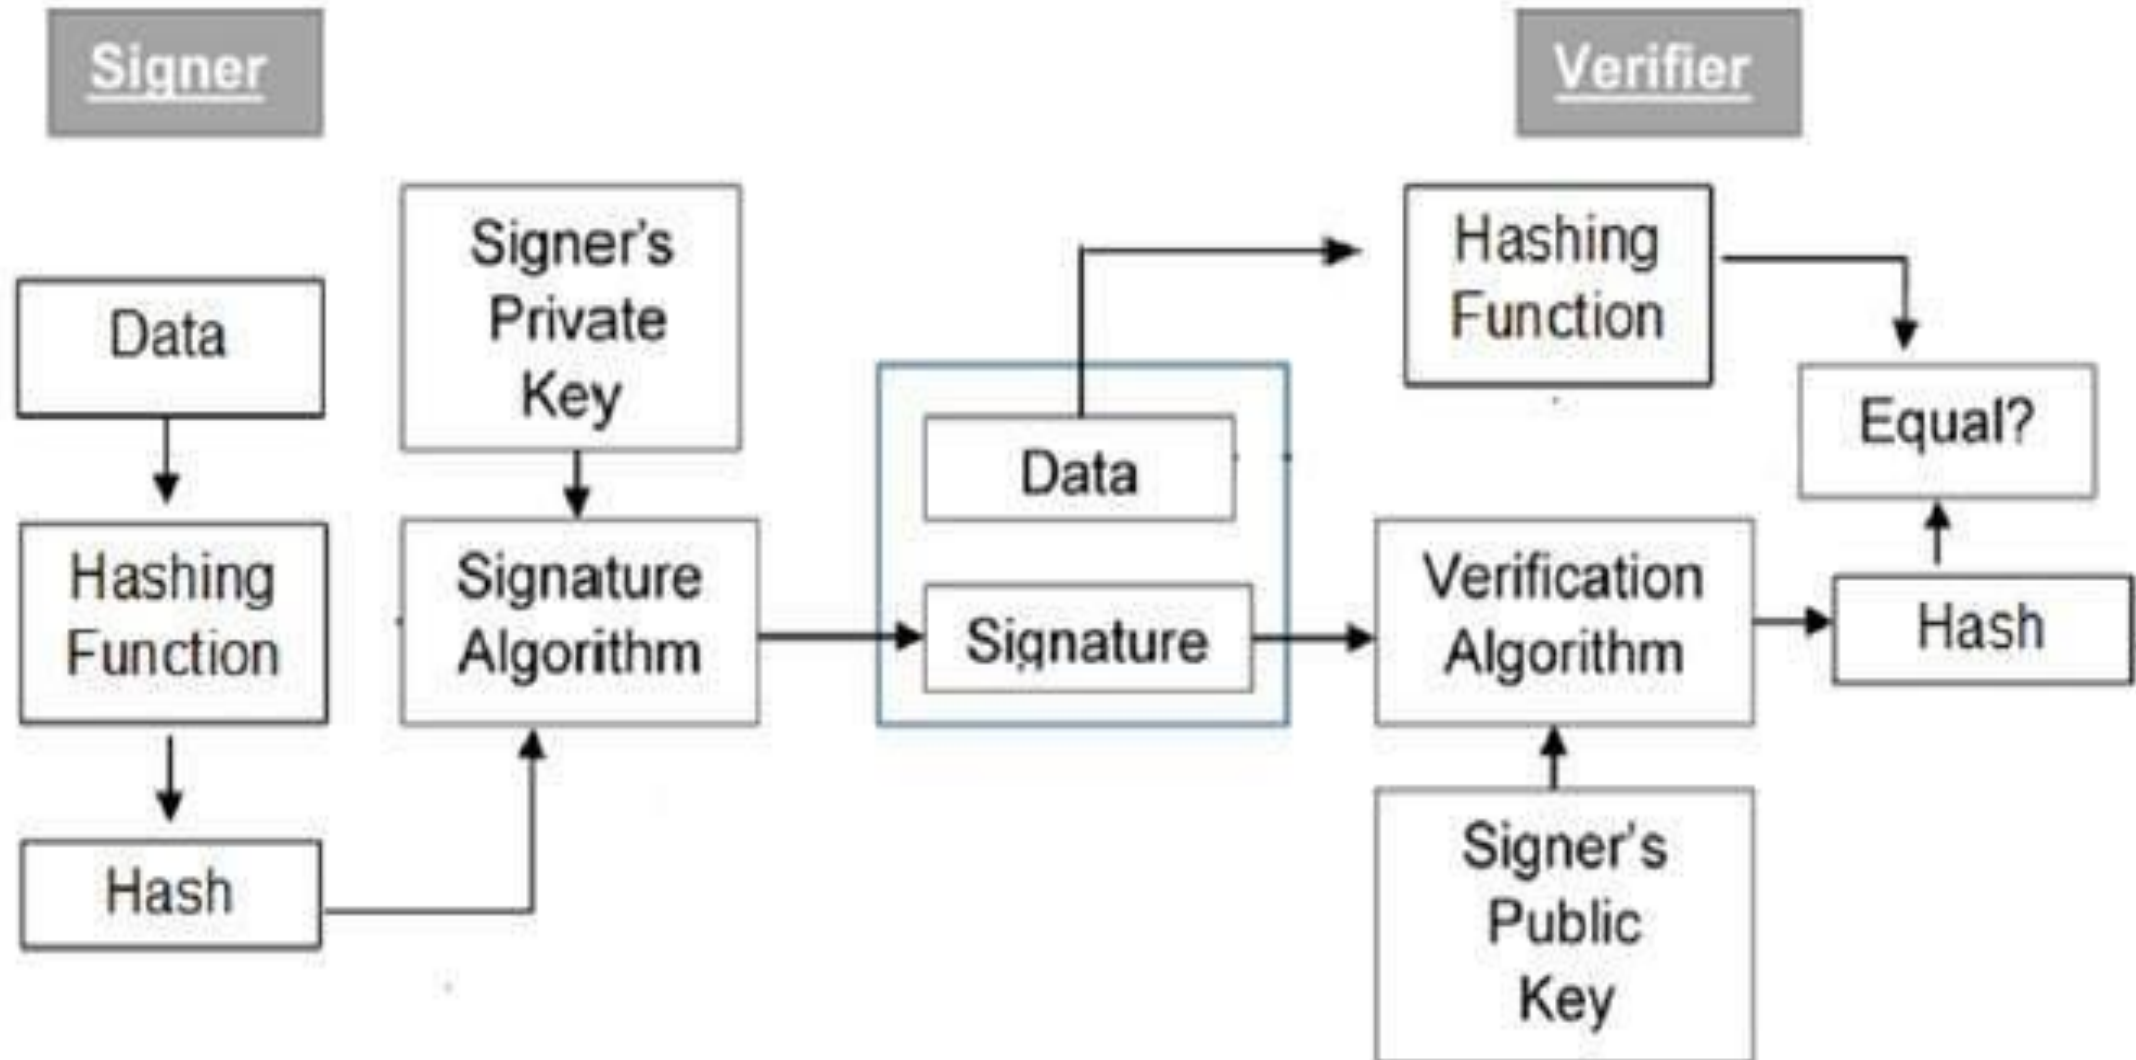 Signer
Verifier
Data
Hashing
Function
Hash
Signer's
Private
Key
Signature
Algorithm
Data
Signature
Hashing
Function
Equal?
Verification
Algorithm
Hash
Signer's
Public
Key